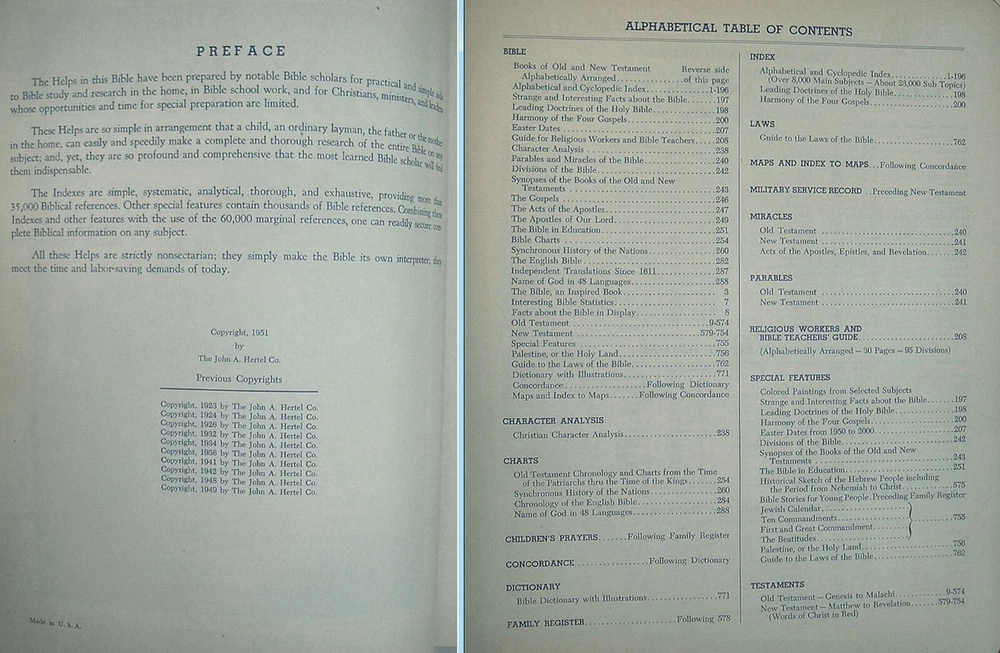 PREFACE
The Helps in this Bible have been prepared by notable Bible scholars for practical and simple aids
to Bible study and research in the home, in Bible school work, and for Christians, ministers, and leaders
whose opportunities and time for special preparation are limited.
These Helps are so simple in arrangement that a child, an ordinary layman, the father or the mother
in the home, can easily and speedily make a complete and thorough research of the entire Bible on any
subject; and, yet, they are so profound and comprehensive that the most learned Bible scholar will find
them indispensable.
The Indexes are simple, systematic, analytical, thorough, and exhaustive, providing more than
35,000 Biblical references. Other special features contain thousands of Bible references. Combining these
Indexes and other features with the use of the 60,000 marginal references, one can readily secure com-
plete Biblical information on any subject.
All these Helps are strictly nonsectarian; they simply make the Bible its own interpreter; they
meet the time and labor-saving demands of today.
Copyright, 1951
by
The John A. Hertel Co.
Previous Copyrights
Copyright, 1923 by The John A. Hertel Co.
Copyright, 1924 by The John A. Hertel Co.
Copyright, 1926 by The John A. Hertel Co.
Copyright, 1932 by The John A. Hertel Co.
Copyright, 1934 by The John A. Hertel Co.
Copyright, 1936 by The John A. Hertel Co.
Copyright, 1941 by The John A. Hertel Co.
Copyright, 1942 by The John A. Hertel Co.
Copyright, 1948 by The John A. Hertel Co.
Copyright, 1949 by The John A. Hertel Co.
Made in U. S. A.
ALPHABETICAL TABLE OF CONTENTS
BIBLE
Books of Old and New Testament Reverse side
Alphabetically Arranged..........of this page
Alphabetical and Cyclopedic Index..........1-196
Strange and Interesting Facts about the Bible..........197
Leading Doctrines of the Holy Bible..........198
Harmony of the Four Gospels..........200
Easter Dates..........207
Guide for Religious Workers and Bible Teachers..........208
Character Analysis..........238
Parables and Miracles of the Bible..........240
Divisions of the Bible..........242
Synopses of the Books of the Old and New
Testaments..........243
The Gospels..........246
The Acts of the Apostles..........247
The Apostles of Our Lord..........249
The Bible in Education..........251
Bible Charts..........254
Synchronous History of the Nations..........260
The English Bible..........282
Independent Translations Since 1611..........287
Name of God in 48 Languages..........288
The Bible, an Inspired Book..........3
Interesting Bible Statistics..........7
Facts about the Bible in Display..........8
Old Testament..........9-574
New Testament..........579-754
Special Features..........755
Palestine, or the Holy Land..........756
Guide to the Laws of the Bible..........762
Dictionary with Illustrations..........771
Concordance..........Following Dictionary
Maps and Index to Maps..........Following Concordance
CHARACTER ANALYSIS
Christian Character Analysis..........238
CHARTS
Old Testament Chronology and Charts from the Time
of the Patriarchs thru the Time of the Kings..........254
Synchronous History of the Nations..........260
Chronology of the English Bible..........284
Name of God in 48 Languages..........288
CHILDREN'S PRAYERS..........Following Family Register
CONCORDANCE..........Following Dictionary
DICTIONARY
Bible Dictionary with Illustrations..........771
FAMILY REGISTER..........Following 578
INDEX
Alphabetical and Cyclopedic Index..........1-196
(Over 8,000 Main Subjects — About 23,000 Sub Topics)
Leading Doctrines of the Holy Bible..........198
Harmony of the Four Gospels..........200
LAWS
Guide to the Laws of the Bible..........762
MAPS AND INDEX TO MAPS...Following Concordance
MILITARY SERVICE RECORD...Preceding New Testament
MIRACLES
Old Testament..........240
New Testament..........241
Acts of the Apostles, Epistles, and Revelation..........242
PARABLES
Old Testament..........240
New Testament..........241
RELIGIOUS WORKERS AND
BIBLE TEACHERS' GUIDE..........208
(Alphabetically Arranged — 30 Pages — 95 Divisions)
SPECIAL FEATURES
Colored Paintings from Selected Subjects
Strange and Interesting Facts about the Bible..........197
Leading Doctrines of the Holy Bible..........198
Harmony of the Four Gospels..........200
Easter Dates from 1950 to 2000..........207
Divisions of the Bible..........242
Synopses of the Books of the Old and New
Testaments..........243
The Bible in Education..........251
Historical Sketch of the Hebrew People including
the Period from Nehemiah to Christ..........575
Bible Stories for Young People.Preceding Family Register
Jewish Calendar..........
Ten Commandments..........755
First and Great Commandment..........
The Beatitudes..........
Palestine, or the Holy Land..........756
Guide to the Laws of the Bible..........762
TESTAMENTS
Old Testament — Genesis to Malachi..........9-574
New Testament — Matthew to Revelation..........579-754
(Words of Christ in Red)